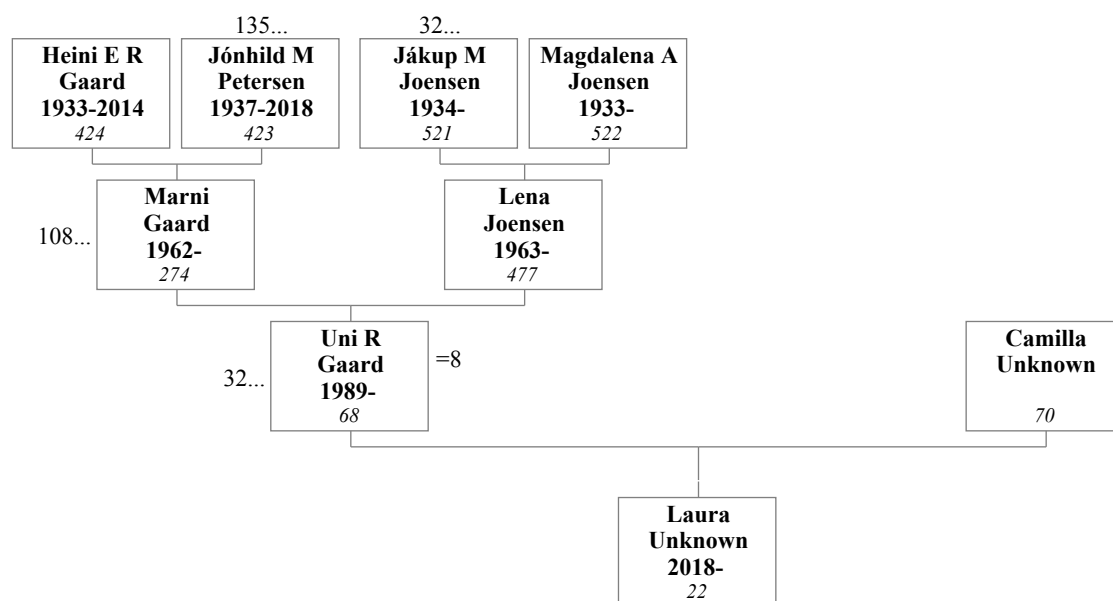 135...
32...
Heini E R
Gaard
1933-2014
424
Jónhild M
Petersen
1937-2018
423
Jákup M
Joensen
1934-
521
Magdalena A
Joensen
1933-
522
108...
Marni
Gaard
1962-
274
Lena
Joensen
1963-
477
32...
Uni R
Gaard
1989-
68
=8
Camilla
Unknown
70
Laura
Unknown
2018-
22